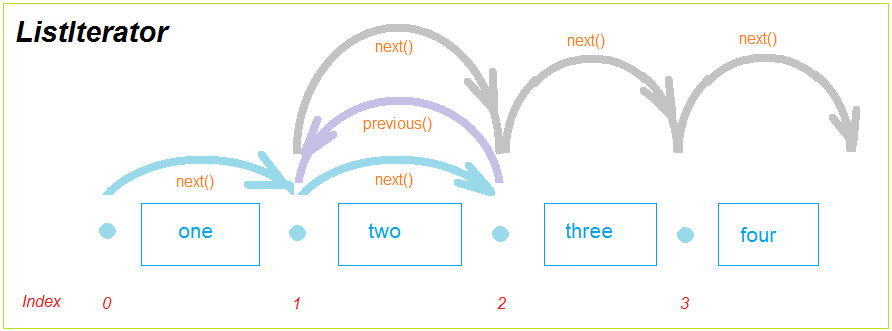 ListIterator
next()
next()
next()
previous()
next()
next()
one
two
three
four
Index 0 1 2 3